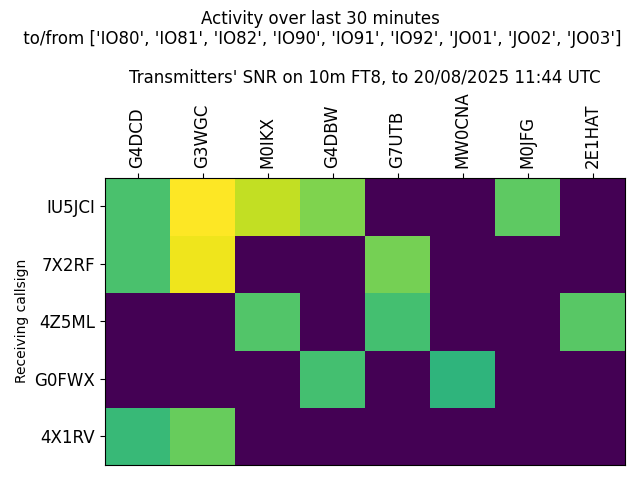 Activity over last 30 minutes
to/from ['IO80', 'IO81', 'IO82', 'IO90', 'IO91', 'IO92', 'JO01', 'JO02', 'JO03']
Transmitters' SNR on 10m FT8, to 20/08/2025 11:44 UTC
G4DCD
G3WGC
M0IKX
G4DBW
G7UTB
MW0CNA
M0JFG
2E1HAT
Receiving callsign
IU5JCI
7X2RF
4Z5ML
G0FWX
4X1RV